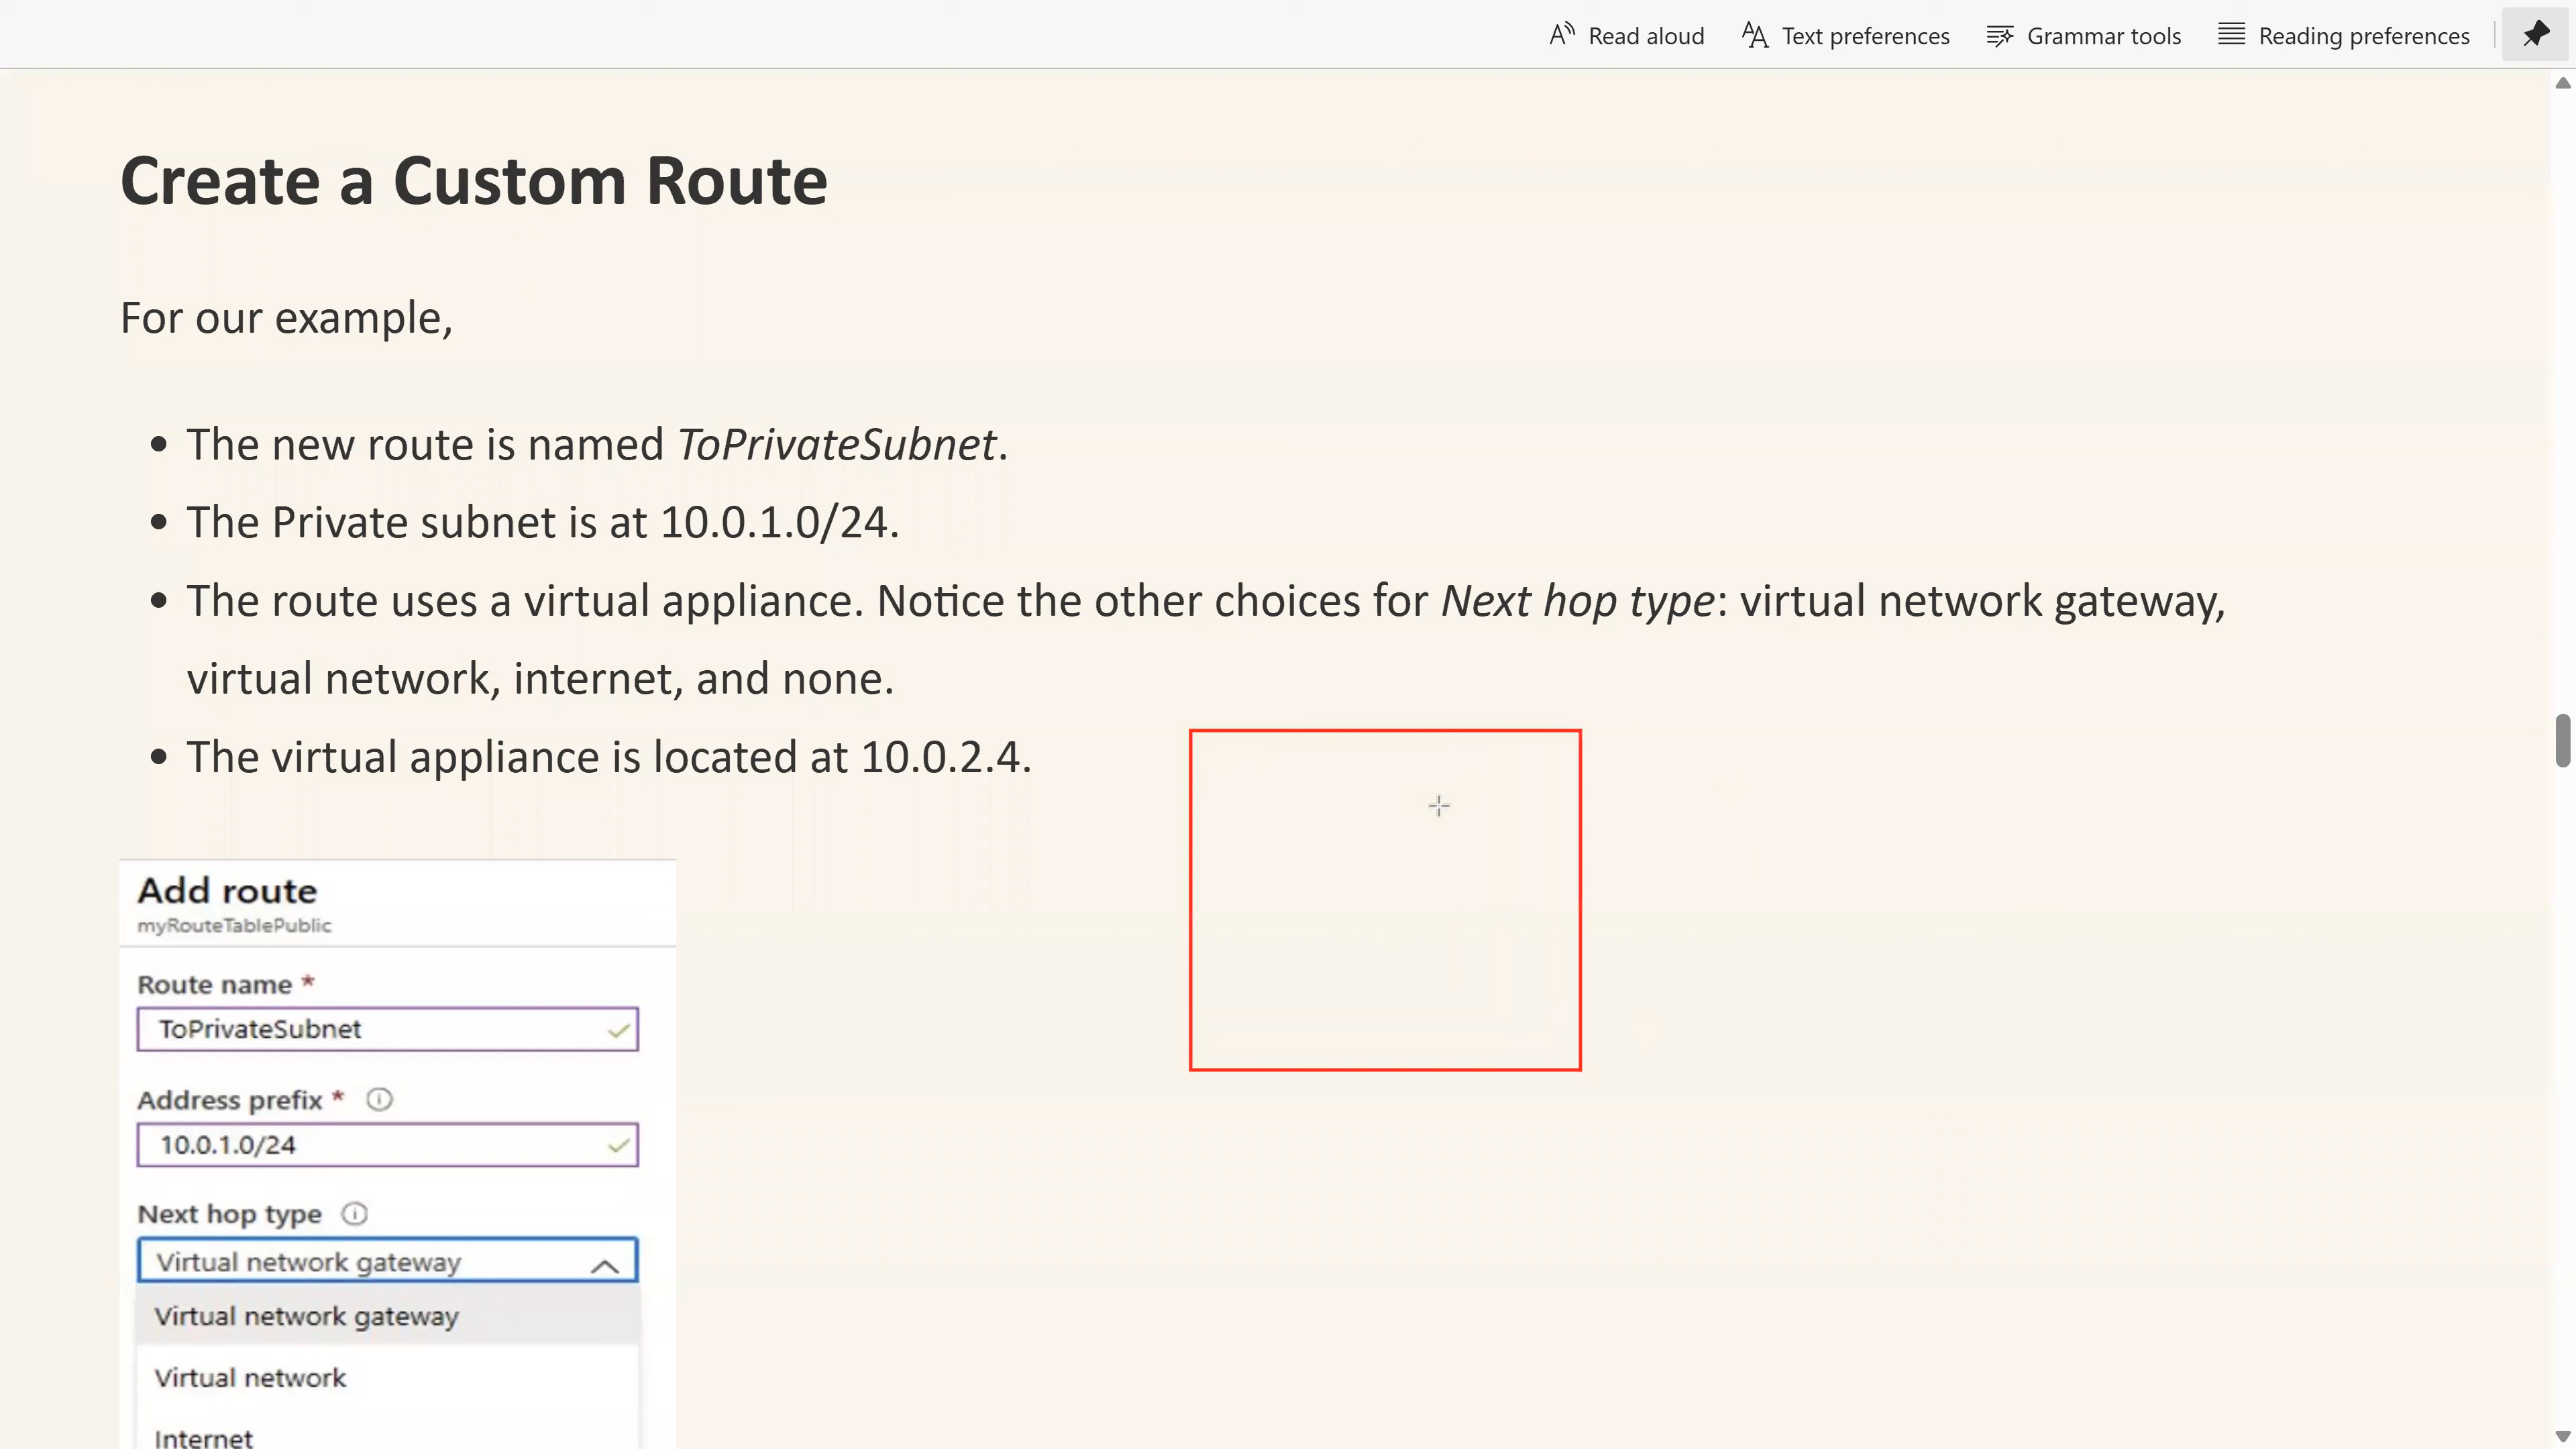 Read aloud
Text preferences
Grammar tools
Reading preferences
Create a Custom Route
For our example,
• The new route is named ToPrivateSubnet.
• The Private subnet is at 10.0.1.0/24.
• The route uses a virtual appliance. Notice the other choices for Next hop type: virtual network gateway,
virtual network, internet, and none.
• The virtual appliance is located at 10.0.2.4.
Add route
myRouteTablePublic
Route name *
ToPrivateSubnet
Address prefix *
10.0.1.0/24
Next hop type
Virtual network gateway
Virtual network gateway
Virtual network
Internet